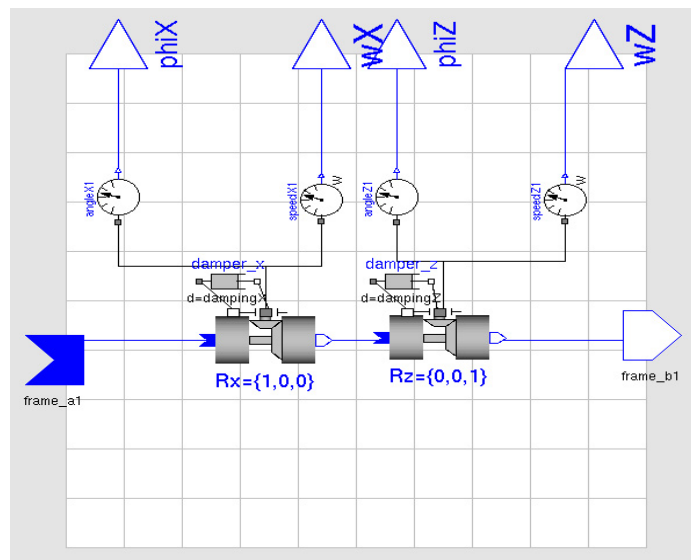 phiX
wX
phiZ
wZ
angleX1
speedX1
w
angleZ1
speedZ1
w
damper_x
damper_z
d=dampingX
d=dampingZ
Rx={1,0,0}
Rz={0,0,1}
frame_a1
frame_b1